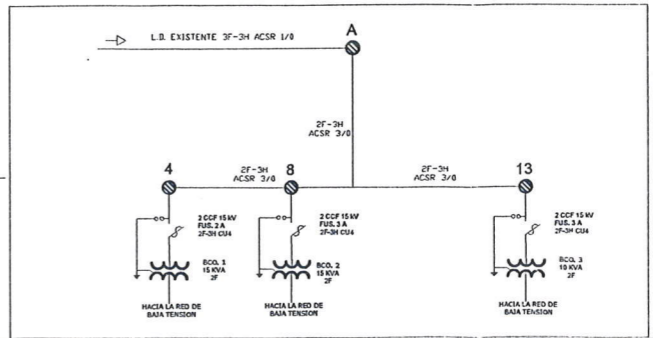 L.D. EXISTENTE 3F-3H ACSR 1/0
A
2F-3H
ACSR 3/0
4
2F-3H
ACSR 3/0
8
2F-3H
ACSR 3/0
13
2 CCF 15 kV
FUS. 2 A
2F-3H CU4
2 CCF 15 kV
FUS. 3 A
2F-3H CU4
2 CCF 15 kV
FUS. 3 A
2F-3H CU4
BCO. 1
15 KVA
2F
BCO. 2
15 KVA
2F
BCO. 3
10 KVA
2F
HACIA LA RED DE
BAJA TENSION
HACIA LA RED DE
BAJA TENSION
HACIA LA RED DE
BAJA TENSION